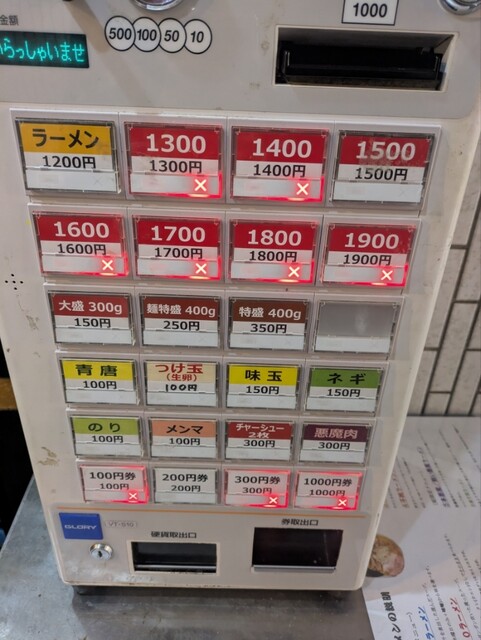 金額
いらっしゃいませ
500 100 50 10
1000
ラーメン
1200円
1300
1300円
1400
1400円
1500
1500円
1600
1600円
1700
1700円
1800
1800円
1900
1900円
大盛 300g
150円
麺特盛 400g
250円
特盛 400g
350円
青唐
100円
つけ玉
(生卵)
100円
味玉
150円
ネギ
150円
のり
100円
メンマ
100円
チャーシュー
2枚
300円
悪魔肉
300円
100円券
100円
200円券
200円
300円券
300円
1000円券
1000円
GLORY
硬貨取出口
券取出口
ラーメン